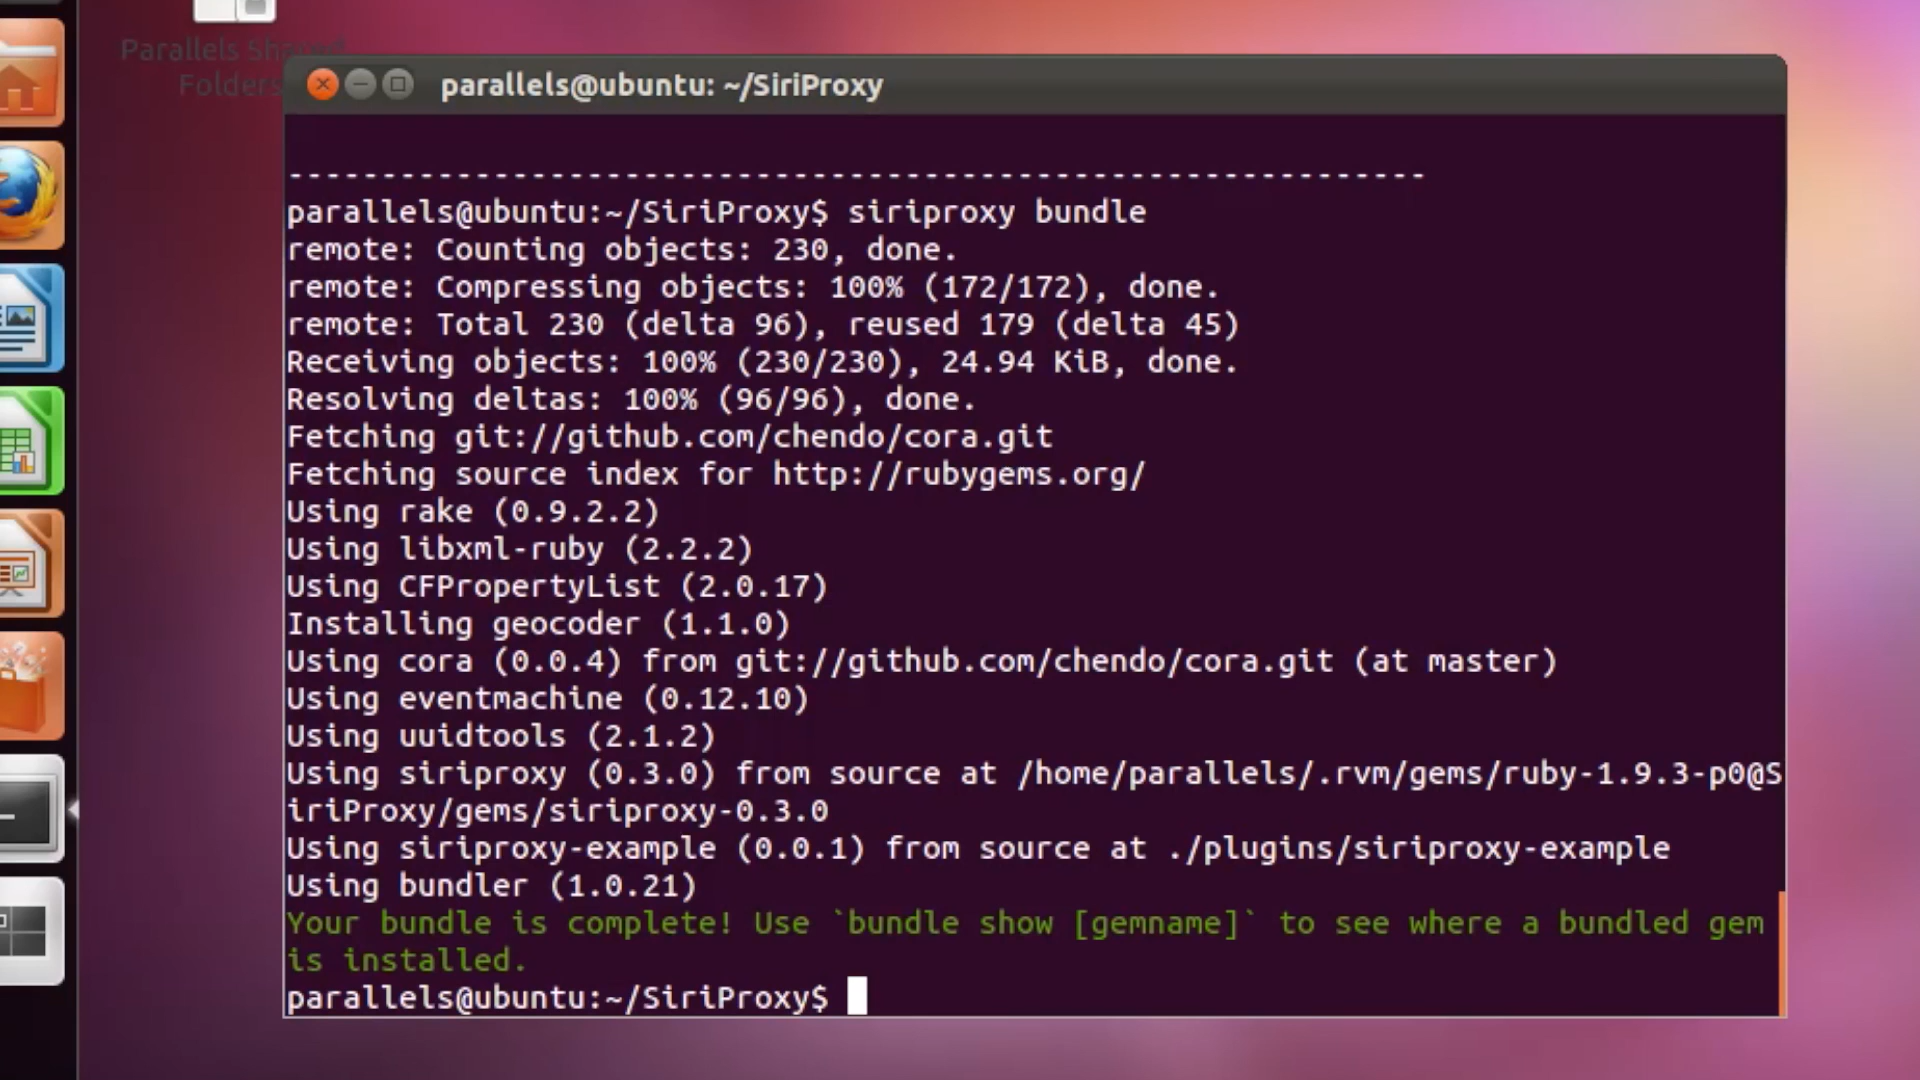 Parallels Shared
Folders
parallels@ubuntu: ~/SiriProxy
-------------------------------------------------------------
parallels@ubuntu:~/SiriProxy$ siriproxy bundle
remote: Counting objects: 230, done.
remote: Compressing objects: 100% (172/172), done.
remote: Total 230 (delta 96), reused 179 (delta 45)
Receiving objects: 100% (230/230), 24.94 KiB, done.
Resolving deltas: 100% (96/96), done.
Fetching git://github.com/chendo/cora.git
Fetching source index for http://rubygems.org/
Using rake (0.9.2.2)
Using libxml-ruby (2.2.2)
Using CFPropertyList (2.0.17)
Installing geocoder (1.1.0)
Using cora (0.0.4) from git://github.com/chendo/cora.git (at master)
Using eventmachine (0.12.10)
Using uuidtools (2.1.2)
Using siriproxy (0.3.0) from source at /home/parallels/.rvm/gems/ruby-1.9.3-p0@S
iriProxy/gems/siriproxy-0.3.0
Using siriproxy-example (0.0.1) from source at ./plugins/siriproxy-example
Using bundler (1.0.21)
Your bundle is complete! Use `bundle show [gemname]` to see where a bundled gem
is installed.
parallels@ubuntu:~/SiriProxy$